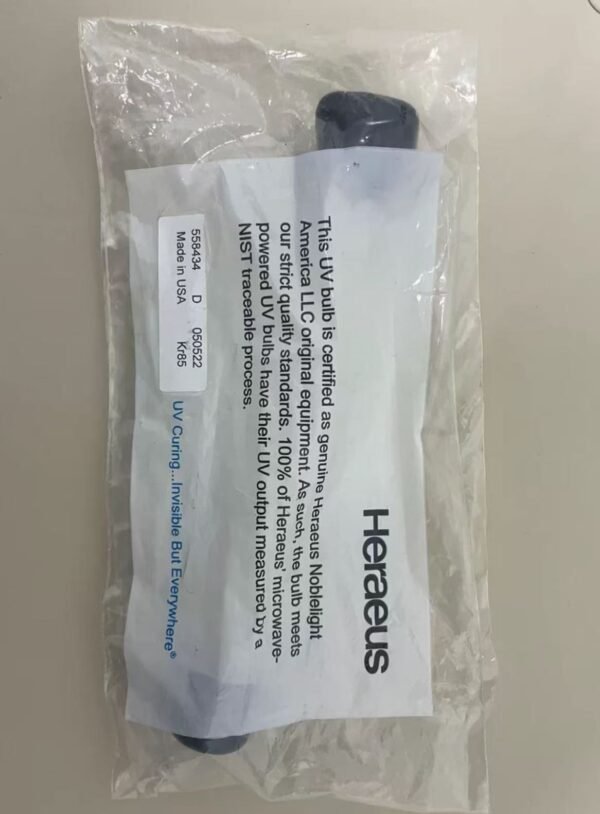 Heraeus
This UV bulb is certified as genuine Heraeus Noblelight
America LLC original equipment. As such, the bulb meets
our strict quality standards. 100% of Heraeus' microwave-
powered UV bulbs have their UV output measured by a
NIST traceable process.
558434 D 050522
Made in USA Kr85
UV Curing...Invisible But Everywhere®